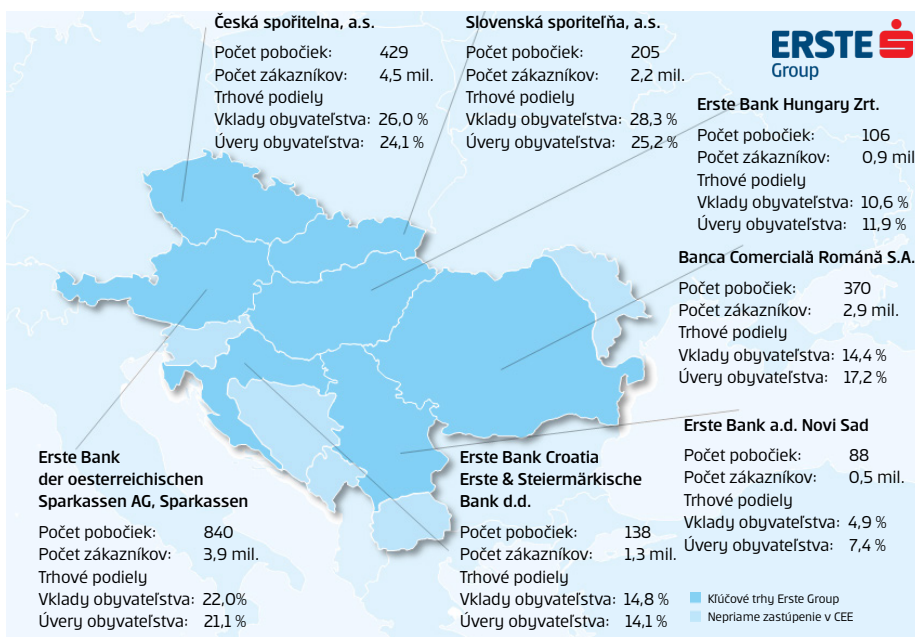 Česká spořitelna, a.s.
Počet pobočiek: 429
Počet zákazníkov: 4,5 mil.
Trhové podiely
Vklady obyvateľstva: 26,0 %
Úvery obyvateľstva: 24,1 %
Slovenská sporiteľňa, a.s.
Počet pobočiek: 205
Počet zákazníkov: 2,2 mil.
Trhové podiely
Vklady obyvateľstva: 28,3 %
Úvery obyvateľstva: 25,2 %
ERSTE
Group
Erste Bank Hungary Zrt.
Počet pobočiek: 106
Počet zákazníkov: 0,9 mil
Trhové podiely
Vklady obyvateľstva: 10,6 %
Úvery obyvateľstva: 11,9 %
Banca Comercială Română S.A.
Počet pobočiek: 370
Počet zákazníkov: 2,9 mil.
Trhové podiely
Vklady obyvateľstva: 14,4 %
Úvery obyvateľstva: 17,2 %
Erste Bank a.d. Novi Sad
Počet pobočiek: 88
Počet zákazníkov: 0,5 mil.
Trhové podiely
Vklady obyvateľstva: 4,9 %
Úvery obyvateľstva: 7,4 %
Erste Bank
der oesterreichischen
Sparkassen AG, Sparkassen
Počet pobočiek: 840
Počet zákazníkov: 3,9 mil.
Trhové podiely
Vklady obyvateľstva: 22,0%
Úvery obyvateľstva: 21,1 %
Erste Bank Croatia
Erste & Steiermärkische
Bank d.d.
Počet pobočiek: 138
Počet zákazníkov: 1,3 mil.
Trhové podiely
Vklady obyvateľstva: 14,8 %
Úvery obyvateľstva: 14,1 %
Kľúčové trhy Erste Group
Nepriame zastúpenie v CEE